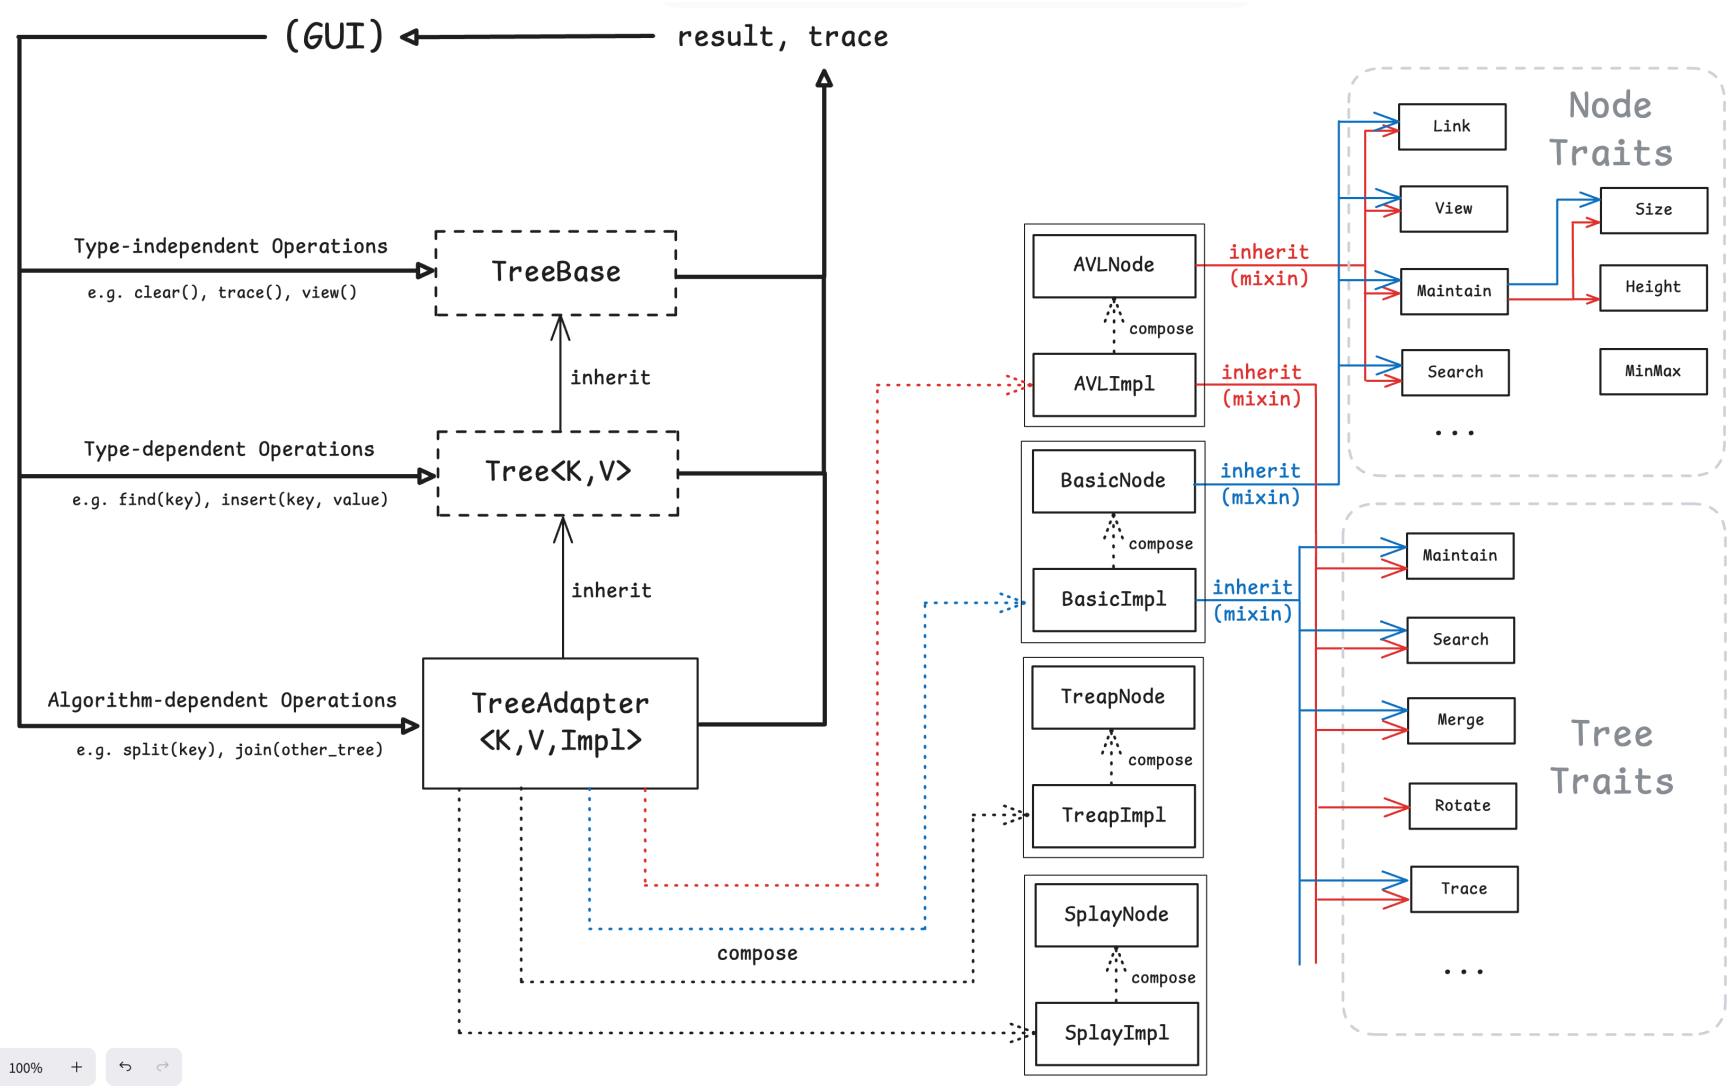 (GUI)
result, trace
Type-independent Operations
e.g. clear(), trace(), view()
TreeBase
inherit
Type-dependent Operations
e.g. find(key), insert(key, value)
Tree<K,V>
inherit
Algorithm-dependent Operations
e.g. split(key), join(other_tree)
TreeAdapter
<K,V,Impl>
compose
AVLNode
compose
AVLImpl
inherit
(mixin)
inherit
(mixin)
BasicNode
compose
BasicImpl
inherit
(mixin)
inherit
(mixin)
TreapNode
compose
TreapImpl
SplayNode
compose
SplayImpl
Node
Traits
Link
View
Maintain
Search
...
Size
Height
MinMax
Tree
Traits
Maintain
Search
Merge
Rotate
Trace
...
100%